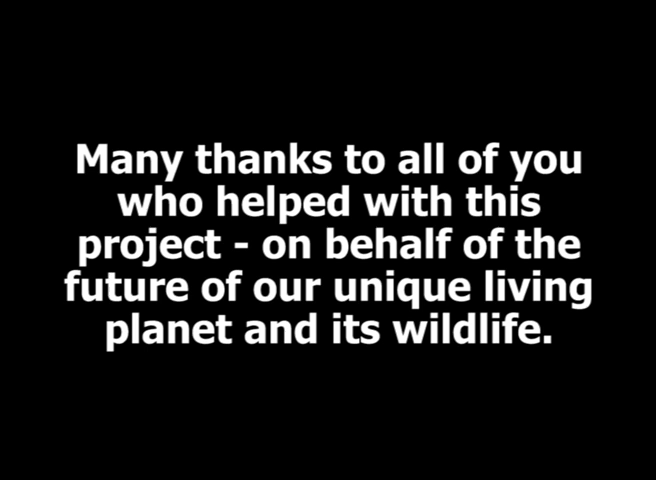 Many thanks to all of you
who helped with this
project - on behalf of the
future of our unique living
planet and its wildlife.